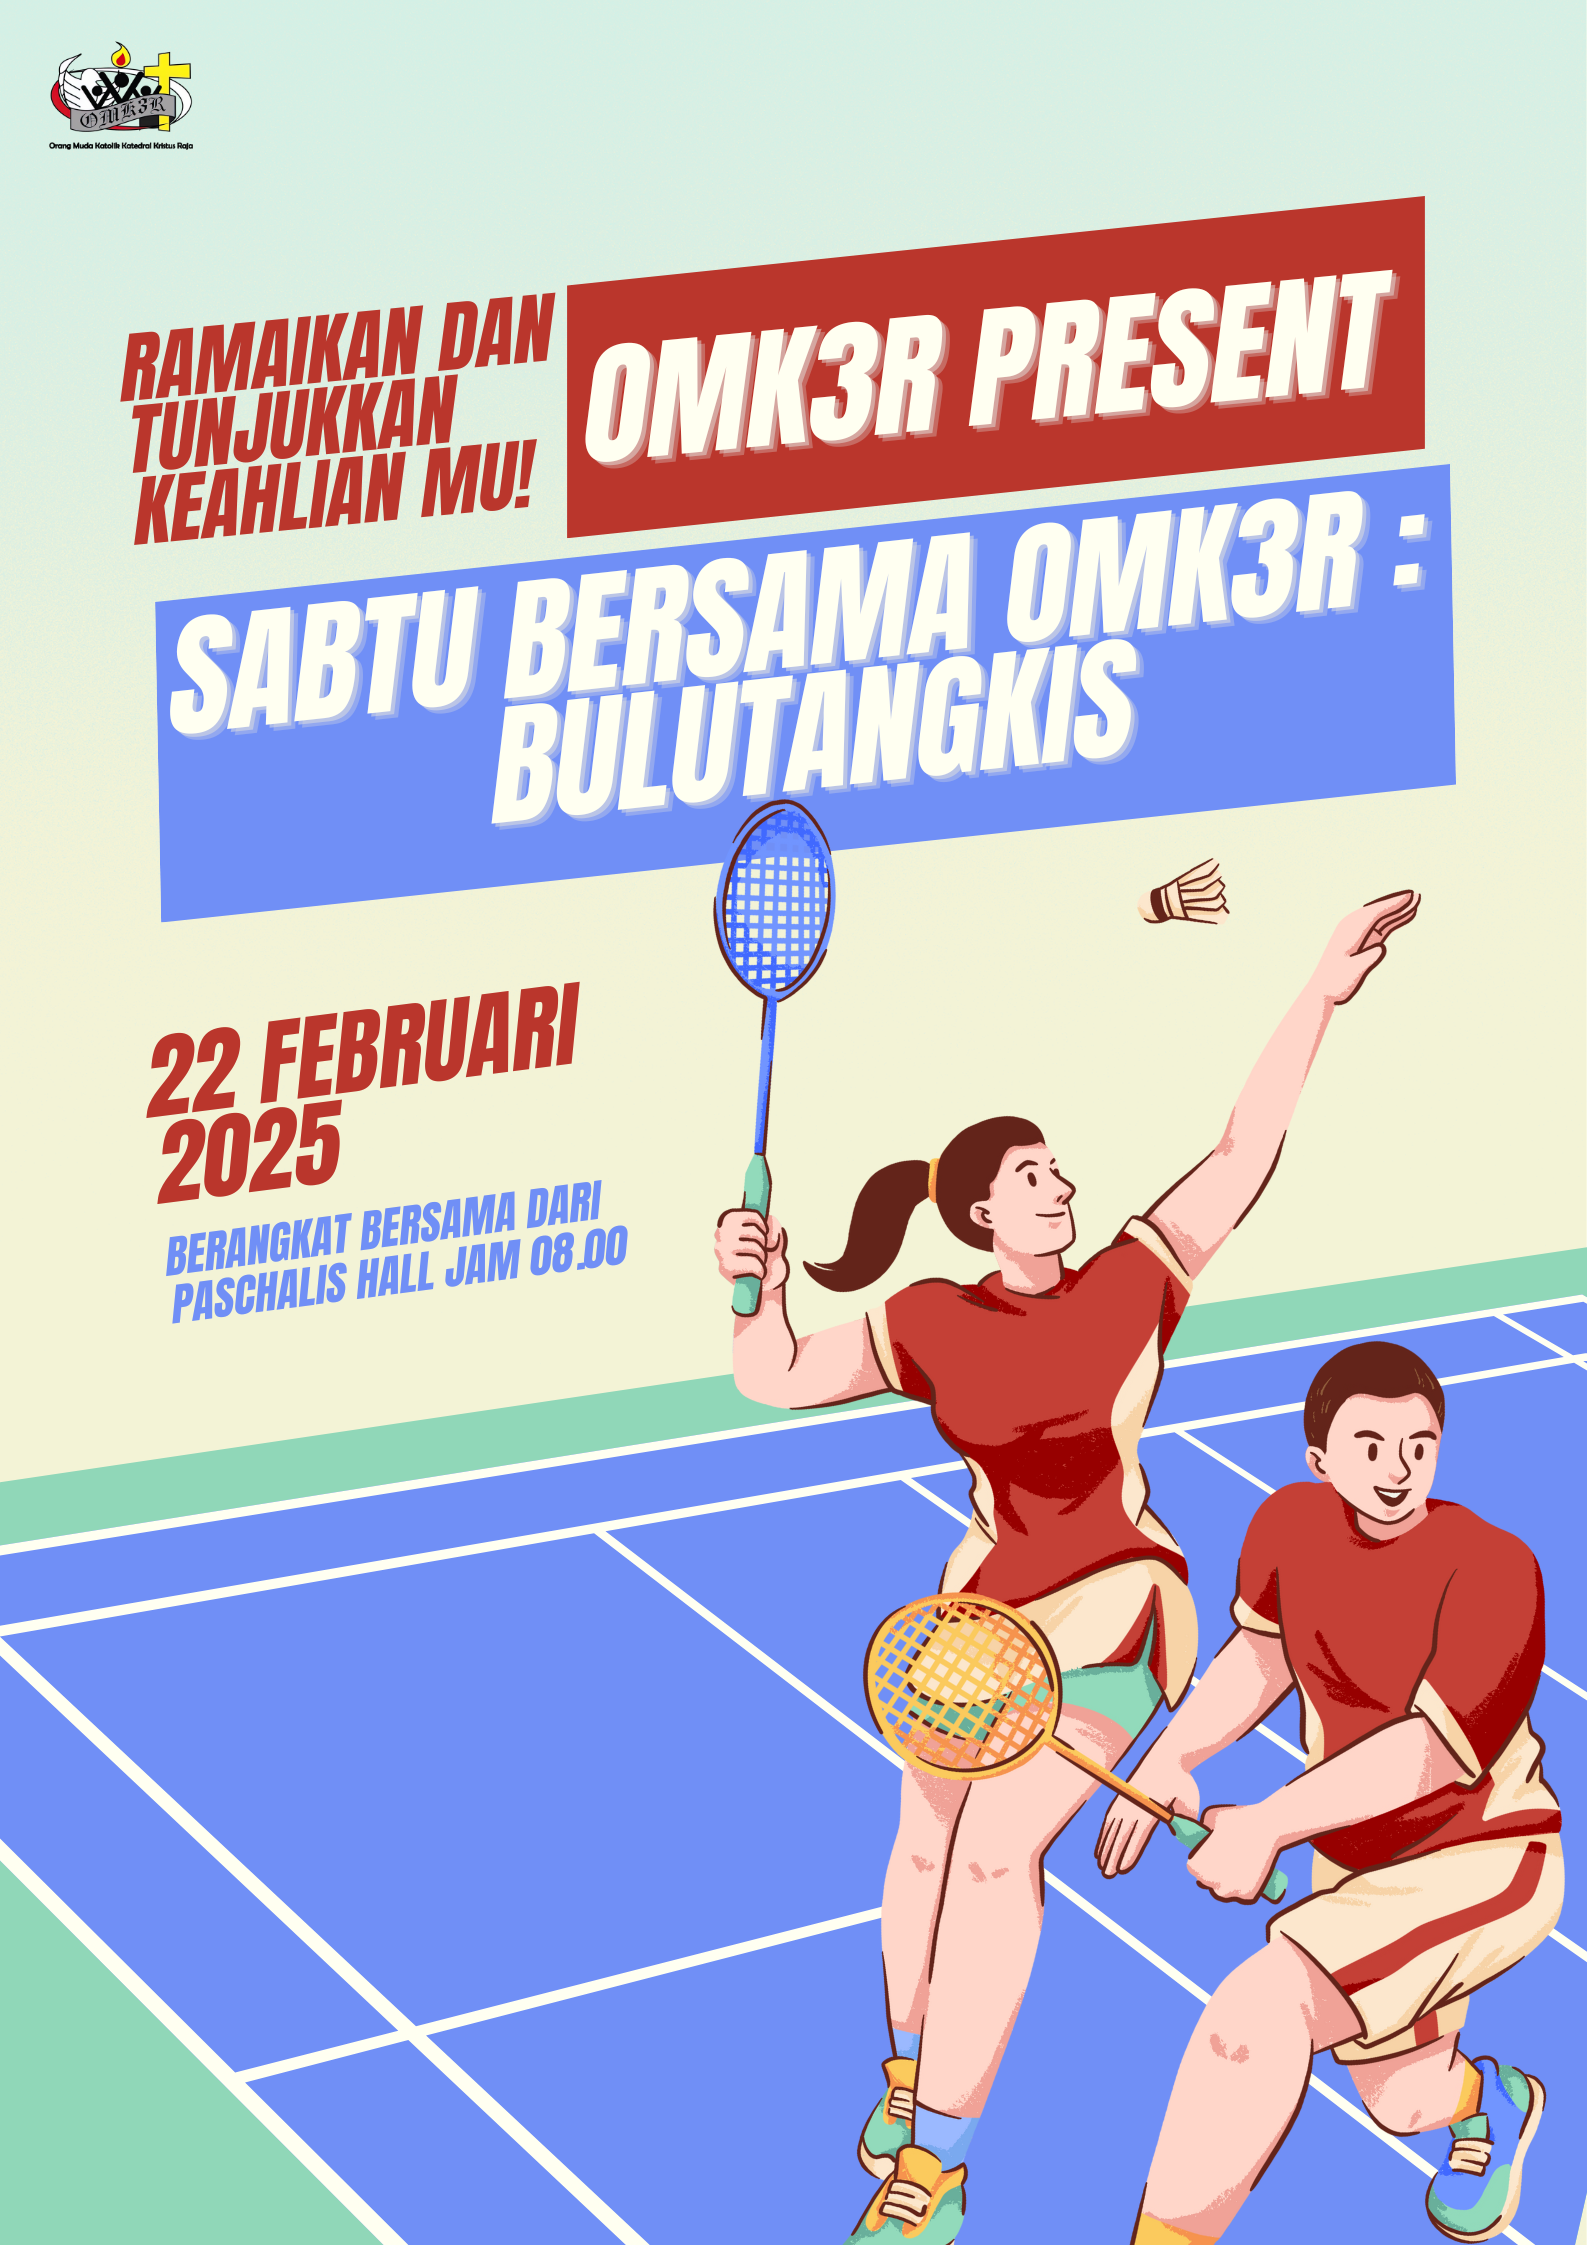 OMK3R
Orang Muda Katolik Katedral Kristus Raja
RAMAIKAN DAN
TUNJUKKAN
KEAHLIAN MU!
OMK3R PRESENT
SABTU BERSAMA OMK3R :
BULUTANGKIS
22 FEBRUARI
2025
BERANGKAT BERSAMA DARI
PASCHALIS HALL JAM 08.00